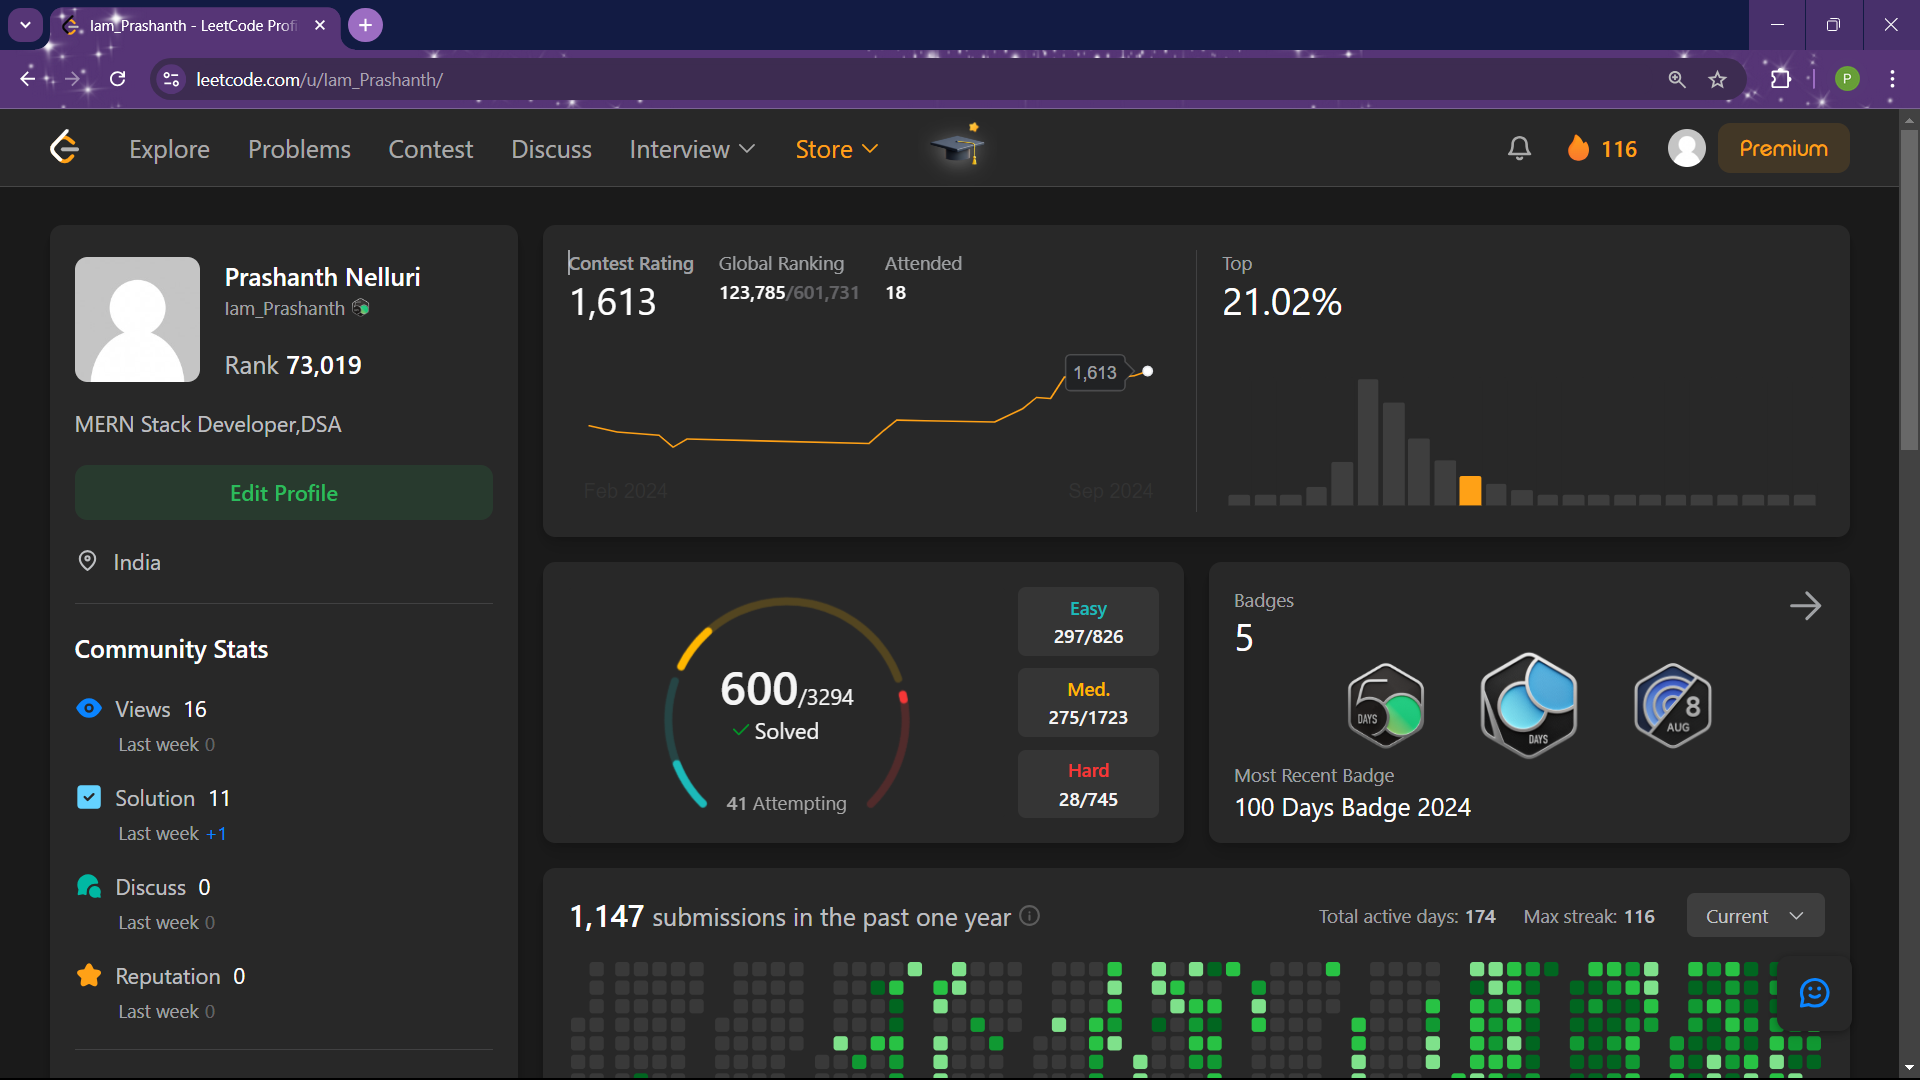 Iam_Prashanth - LeetCode Profi
leetcode.com/u/Iam_Prashanth/
P
Explore Problems Contest Discuss Interview Store
116
Premium
Prashanth Nelluri
Iam_Prashanth
Rank 73,019
MERN Stack Developer,DSA
Edit Profile
India
Community Stats
Views 16
Last week 0
Solution 11
Last week +1
Discuss 0
Last week 0
Reputation 0
Last week 0
Contest Rating
1,613
Global Ranking
123,785/601,731
Attended
18
1,613
Feb 2024
Sep 2024
Top
21.02%
600/3294
Solved
41 Attempting
Easy
297/826
Med.
275/1723
Hard
28/745
Badges
5
50
DAYS
DAYS
8
AUG
Most Recent Badge
100 Days Badge 2024
1,147 submissions in the past one year
Total active days: 174
Max streak: 116
Current